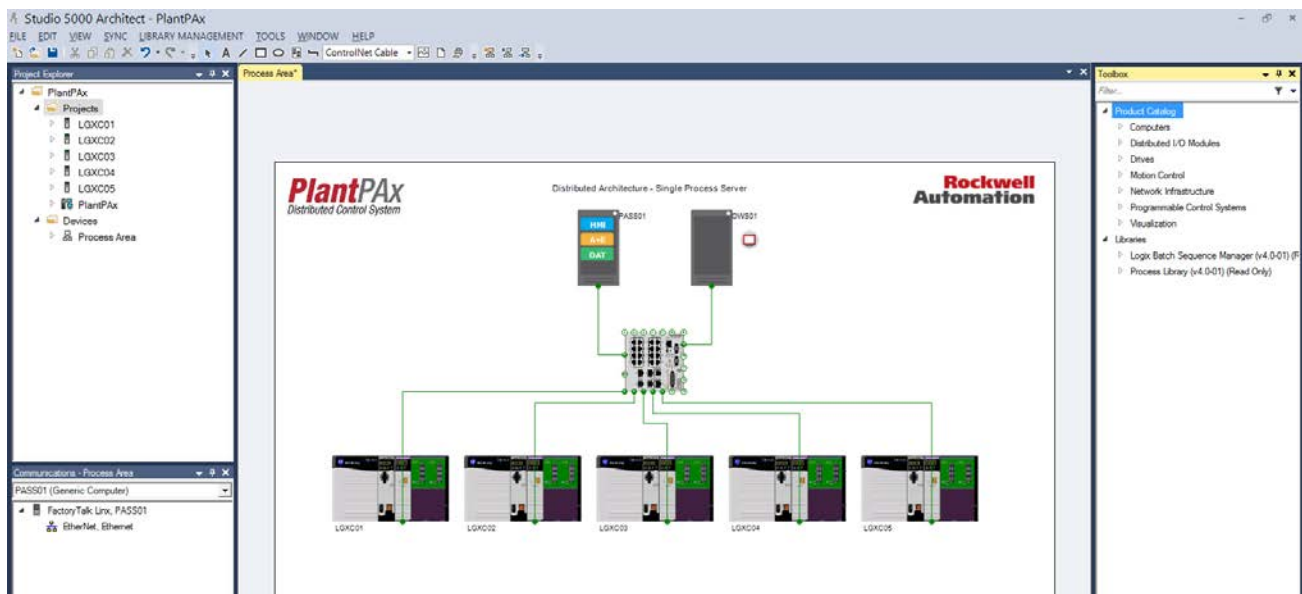 Studio 5000 Architect - PlantPAx
FILE EDIT VIEW SYNC LIBRARY MANAGEMENT TOOLS WINDOW HELP
ControlNet Cable
Project Explorer
PlantPAx
Projects
LGXC01
LGXC02
LGXC03
LGXC04
LGXC05
PlantPAx
Devices
Process Area
Communications - Process Area
PASS01 (Generic Computer)
FactoryTalk Linx, PASS01
EtherNet, Ethernet
Process Area*
PlantPAx
Distributed Control System
Distributed Architecture - Single Process Server
Rockwell
Automation
PASS01
HMI
A+E
DAT
OWS01
LGXC01
LGXC02
LGXC03
LGXC04
LGXC05
Toolbox
Filter...
Product Catalog
Computers
Distributed I/O Modules
Drives
Motion Control
Network Infrastructure
Programmable Control Systems
Visualization
Libraries
Logix Batch Sequence Manager (v4.0-01) (F
Process Library (v4.0-01) (Read Only)